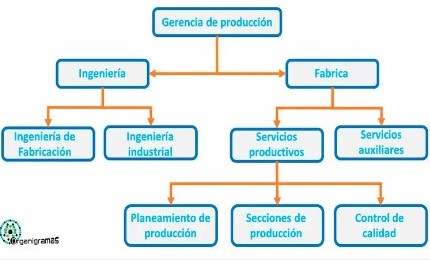 Gerencia de producción
Ingeniería
Fabrica
Ingeniería de
Fabricación
Ingeniería
industrial
Servicios
productivos
Servicios
auxiliares
Planeamiento de
producción
Secciones de
producción
Control de
calidad
Organigramas